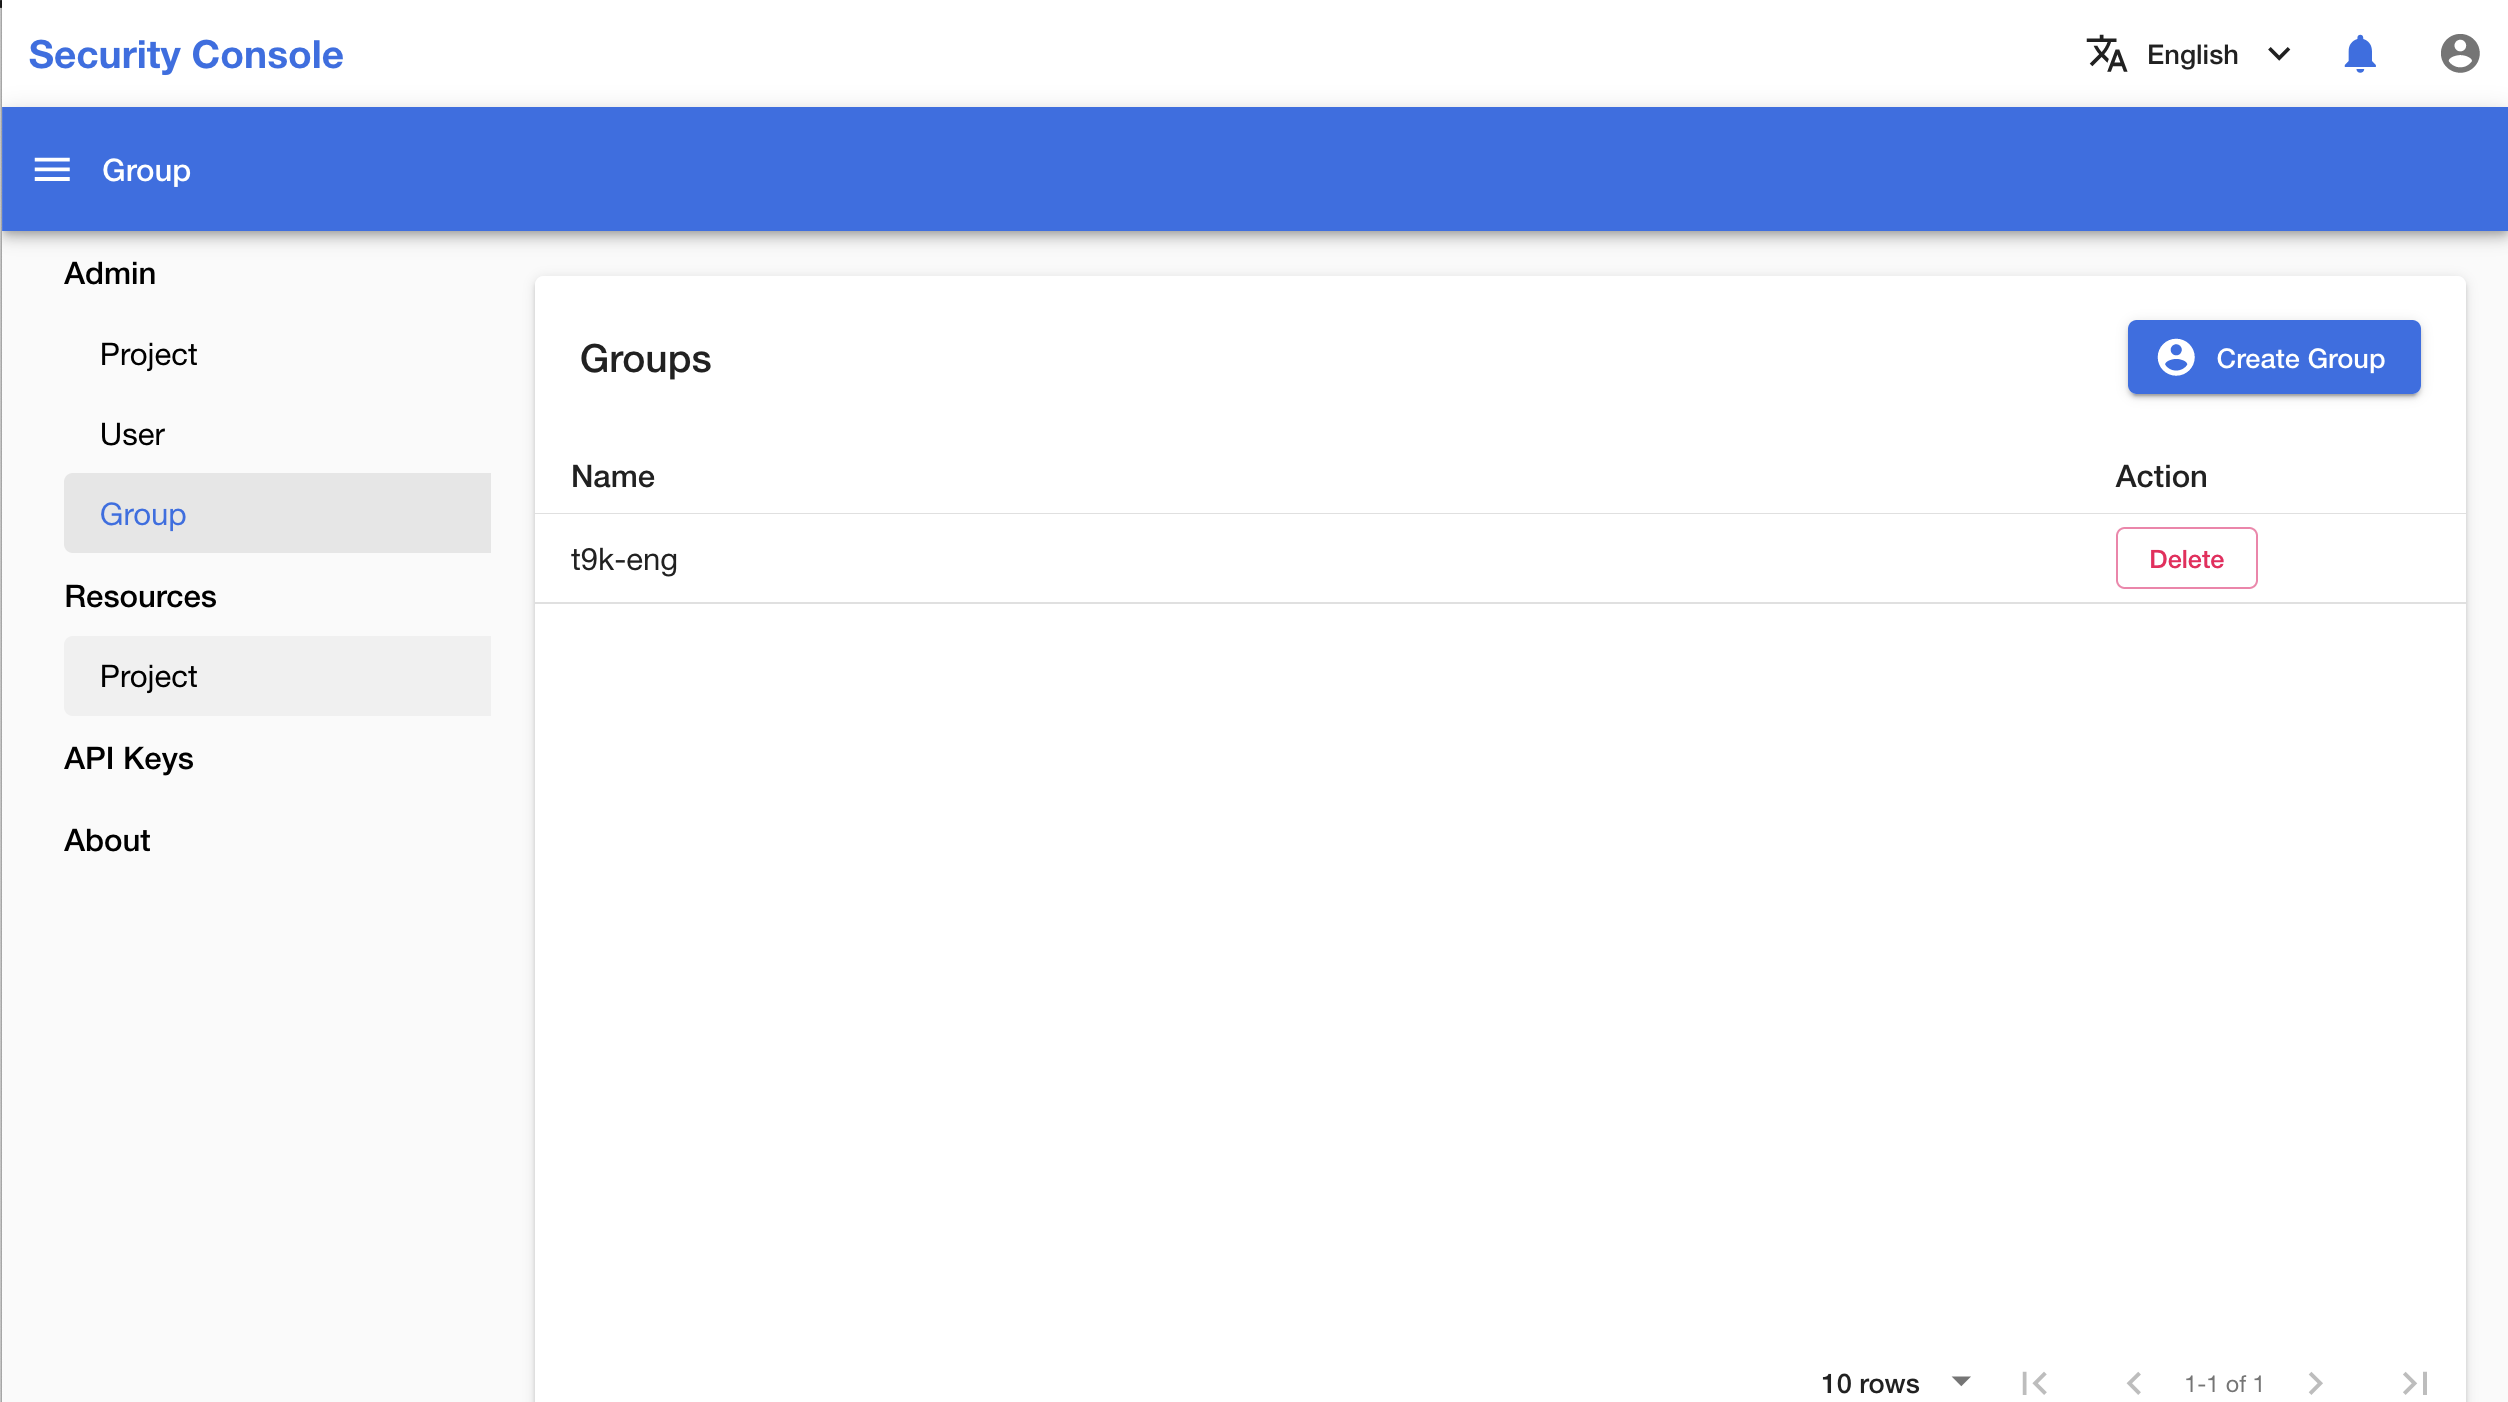 Security Console
English
Group
Admin
Project
User
Group
Resources
Project
API Keys
About
Groups
Create Group
Name Action
t9k-eng Delete
10 rows 1-1 of 1